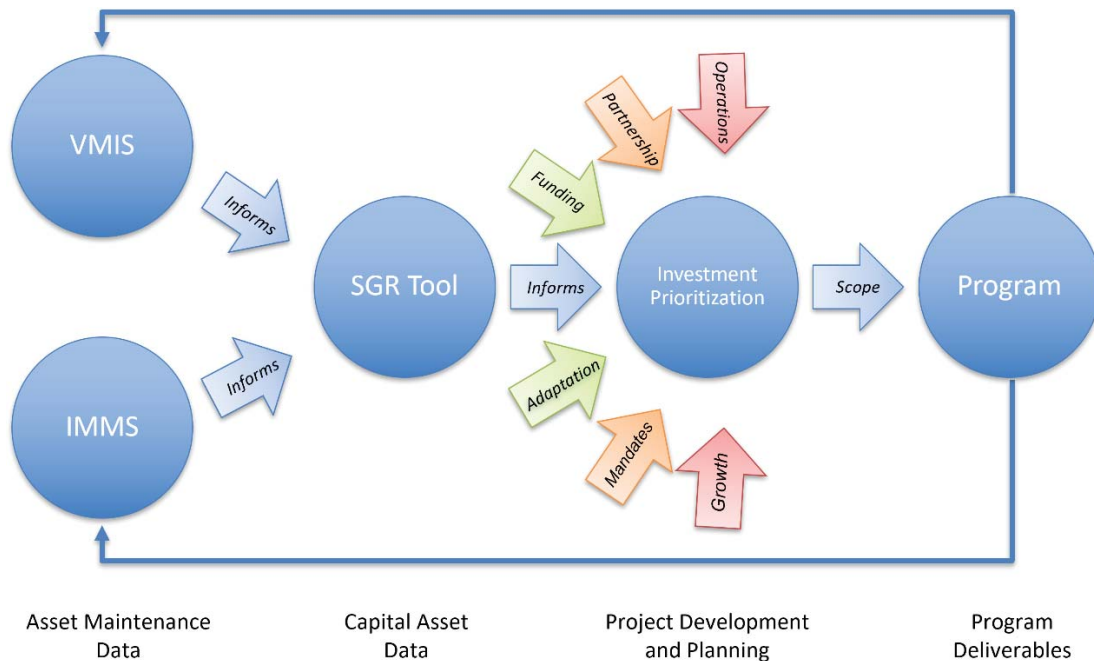 VMIS
Informs
IMMS
Informs
SGR Tool
Informs
Funding
Partnership
Operations
Adaptation
Mandates
Growth
Investment
Prioritization
Scope
Program
Asset Maintenance
Data
Capital Asset
Data
Project Development
and Planning
Program
Deliverables